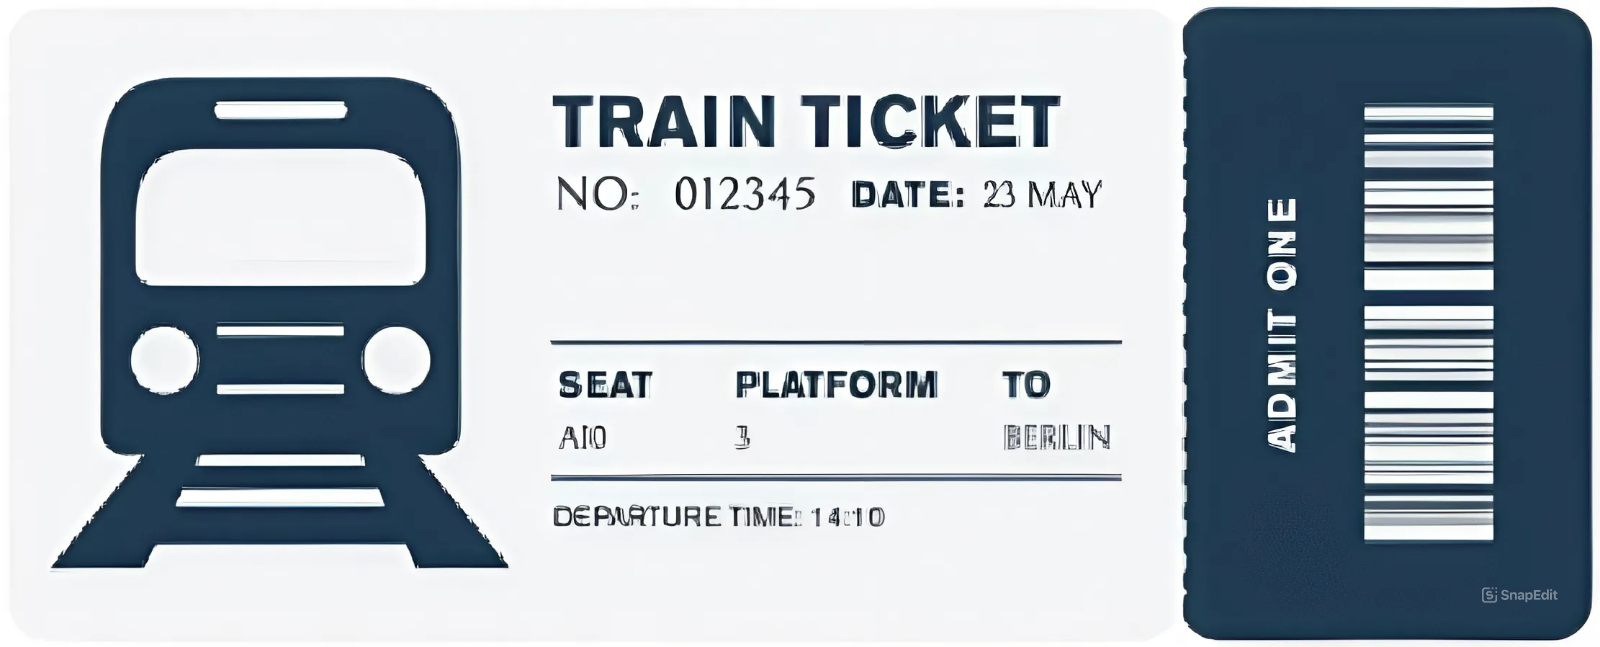 TRAIN TICKET
NO: 012345 DATE: 23 MAY
SEAT PLATFORM TO
A10 3 BERLIN
DEPARTURE TIME: 14:10
ADMIT ONE
SnapEdit